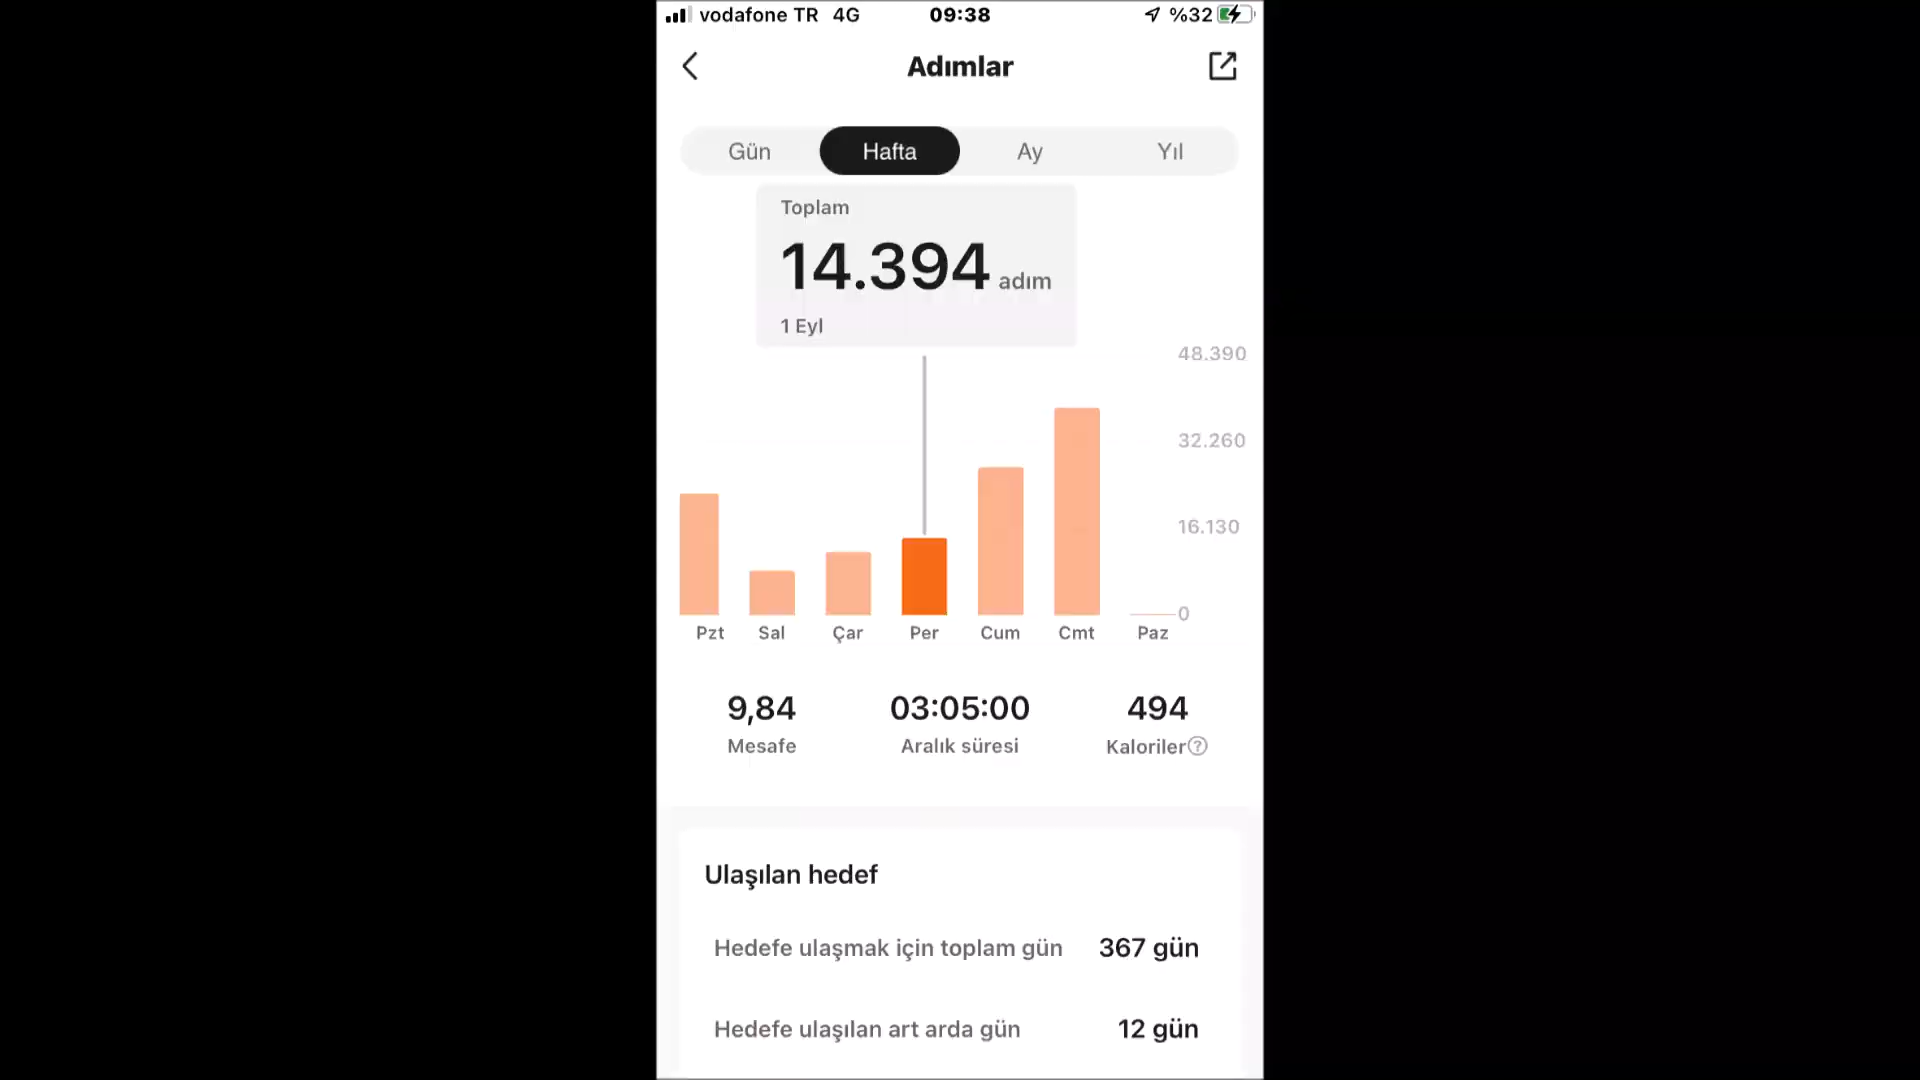 vodafone TR 4G 09:38 %32
Adımlar
Gün Hafta Ay Yıl
Toplam
14.394 adım
1 Eyl
48.390
32.260
16.130
0
Pzt Sal Çar Per Cum Cmt Paz
9,84 03:05:00 494
Mesafe Aralık süresi Kaloriler?
Ulaşılan hedef
Hedefe ulaşmak için toplam gün 367 gün
Hedefe ulaşılan art arda gün 12 gün